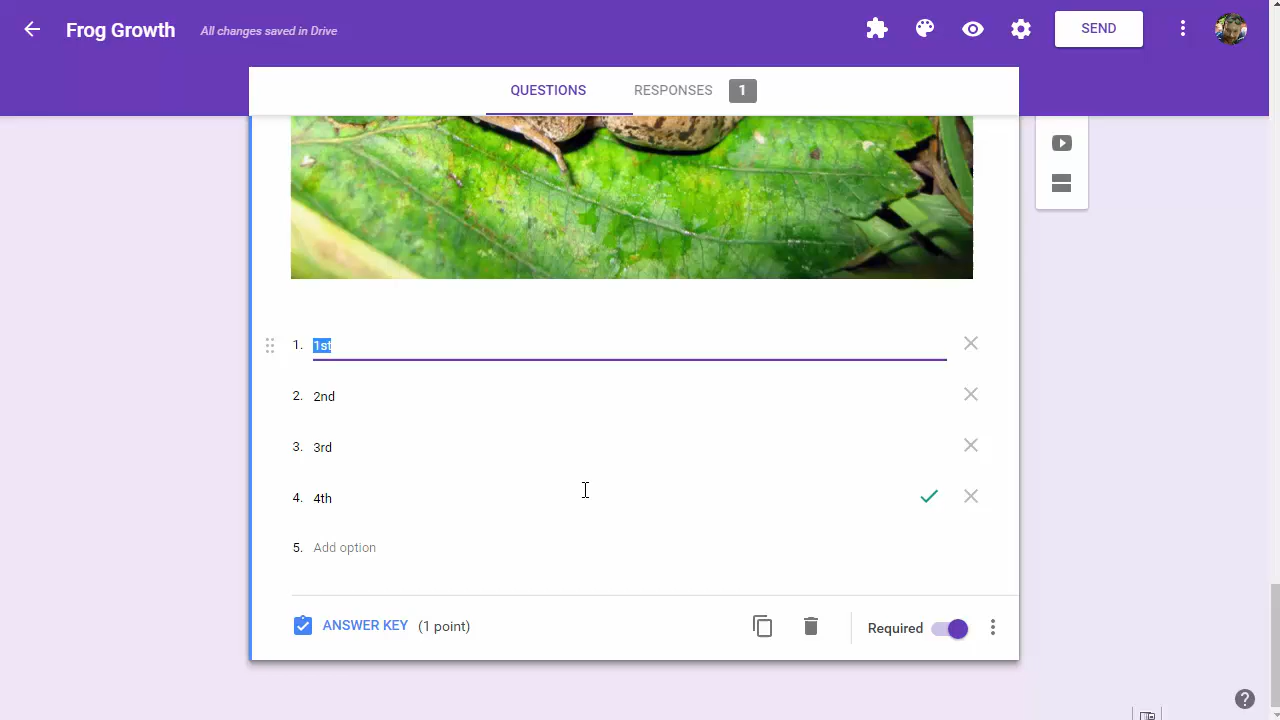 Frog Growth All changes saved in Drive SEND
QUESTIONS RESPONSES 1
1. 1st
2. 2nd
3. 3rd
4. 4th
5. Add option
ANSWER KEY (1 point) Required